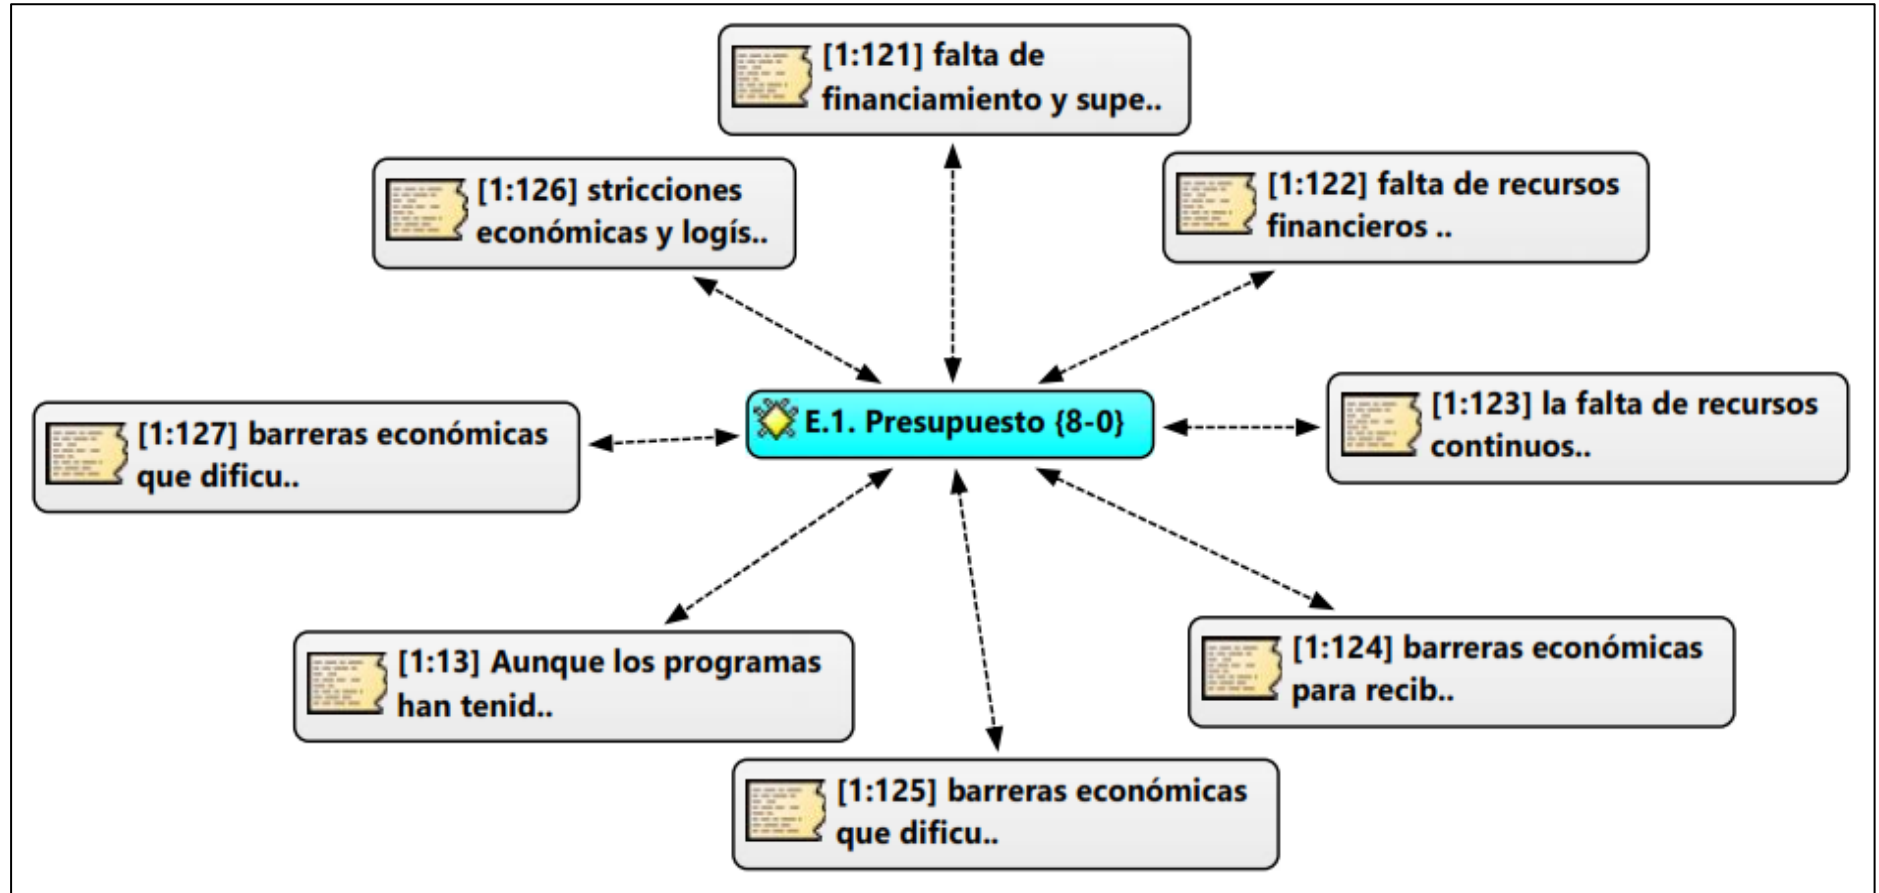 [1:121] falta de
financiamiento y supe..
[1:126] stricciones
económicas y logís..
[1:122] falta de recursos
financieros ..
[1:127] barreras económicas
que dificu..
E.1. Presupuesto {8-0}
[1:123] la falta de recursos
continuos..
[1:13] Aunque los programas
han tenid..
[1:124] barreras económicas
para recib..
[1:125] barreras económicas
que dificu..